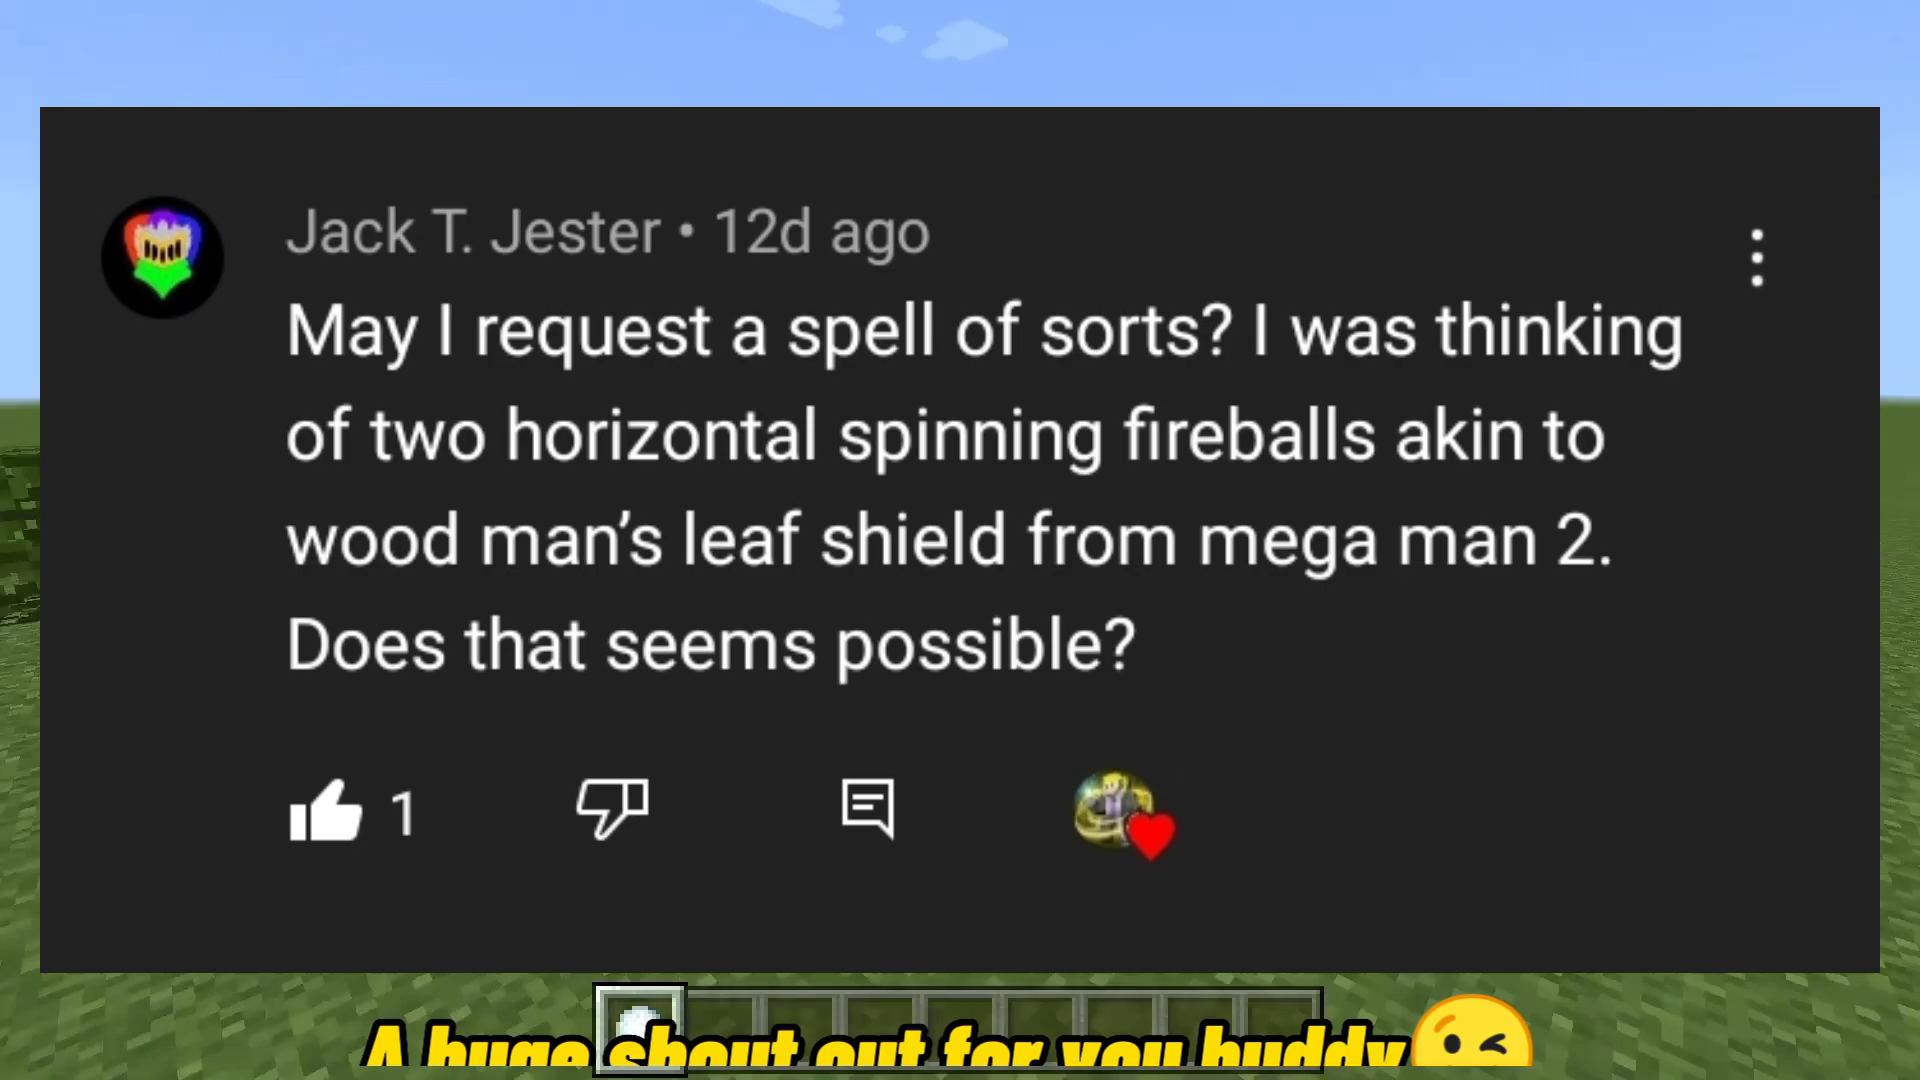 Jack T. Jester • 12d ago
May I request a spell of sorts? I was thinking
of two horizontal spinning fireballs akin to
wood man’s leaf shield from mega man 2.
Does that seems possible?
1
A huge shout out for you buddy😉